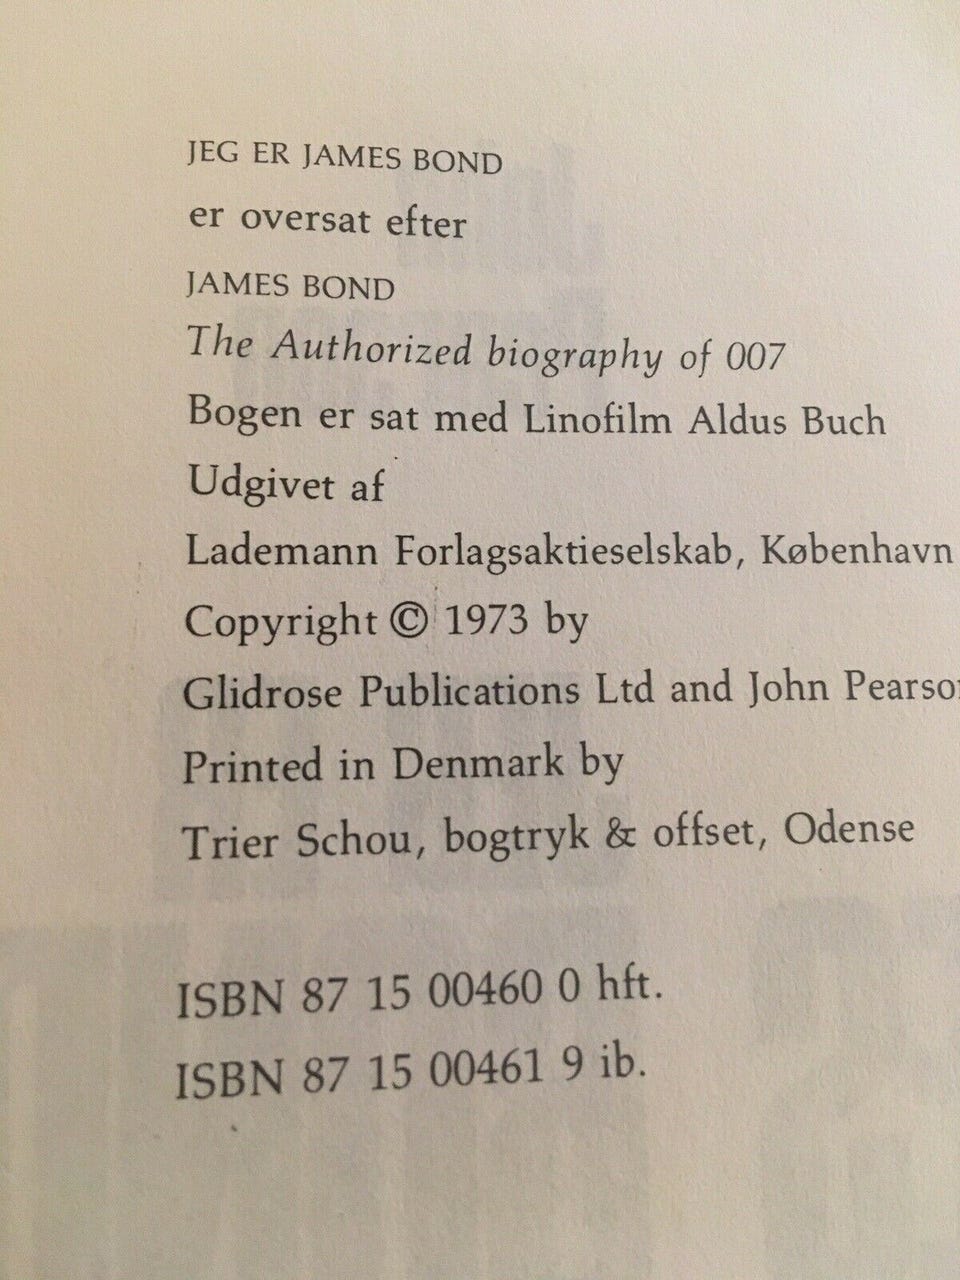 JEG ER JAMES BOND
er oversat efter
JAMES BOND
The Authorized biography of 007
Bogen er sat med Linofilm Aldus Buch
Udgivet af
Lademann Forlagsaktieselskab, København
Copyright © 1973 by
Glidrose Publications Ltd and John Pearson
Printed in Denmark by
Trier Schou, bogtryk & offset, Odense
ISBN 87 15 00460 0 hft.
ISBN 87 15 00461 9 ib.